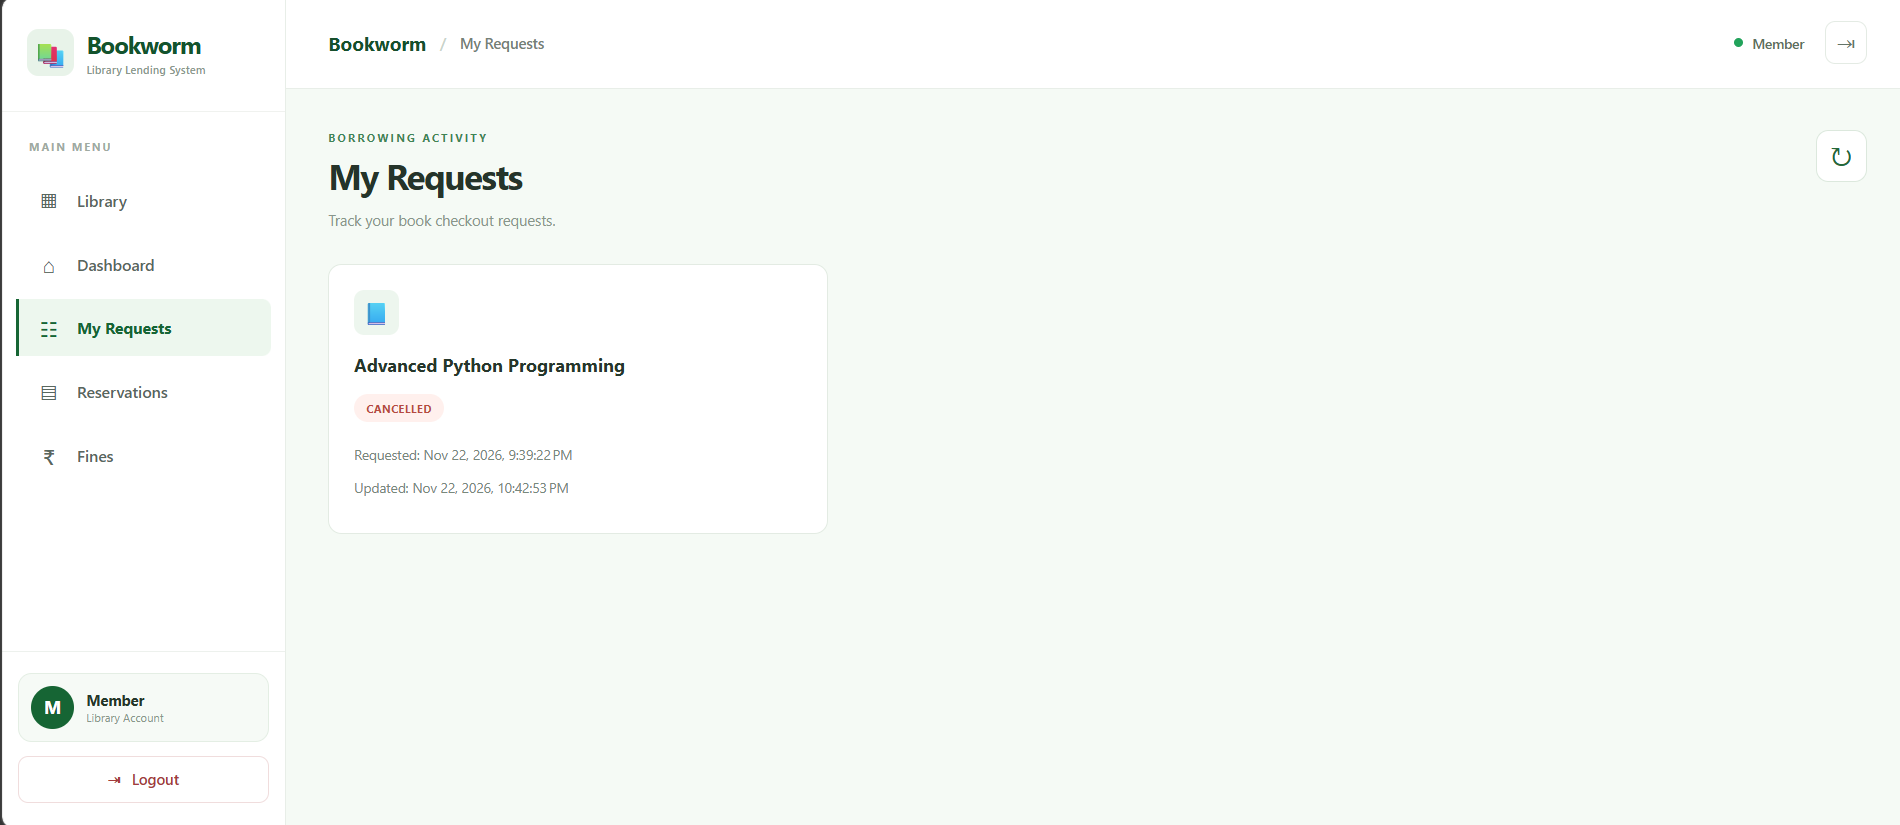 Bookworm
Library Lending System
MAIN MENU
Library
Dashboard
My Requests
Reservations
₹ Fines
M
Member
Library Account
Logout
Bookworm / My Requests
Member
BORROWING ACTIVITY
My Requests
Track your book checkout requests.
Advanced Python Programming
CANCELLED
Requested: Nov 22, 2026, 9:39:22 PM
Updated: Nov 22, 2026, 10:42:53 PM